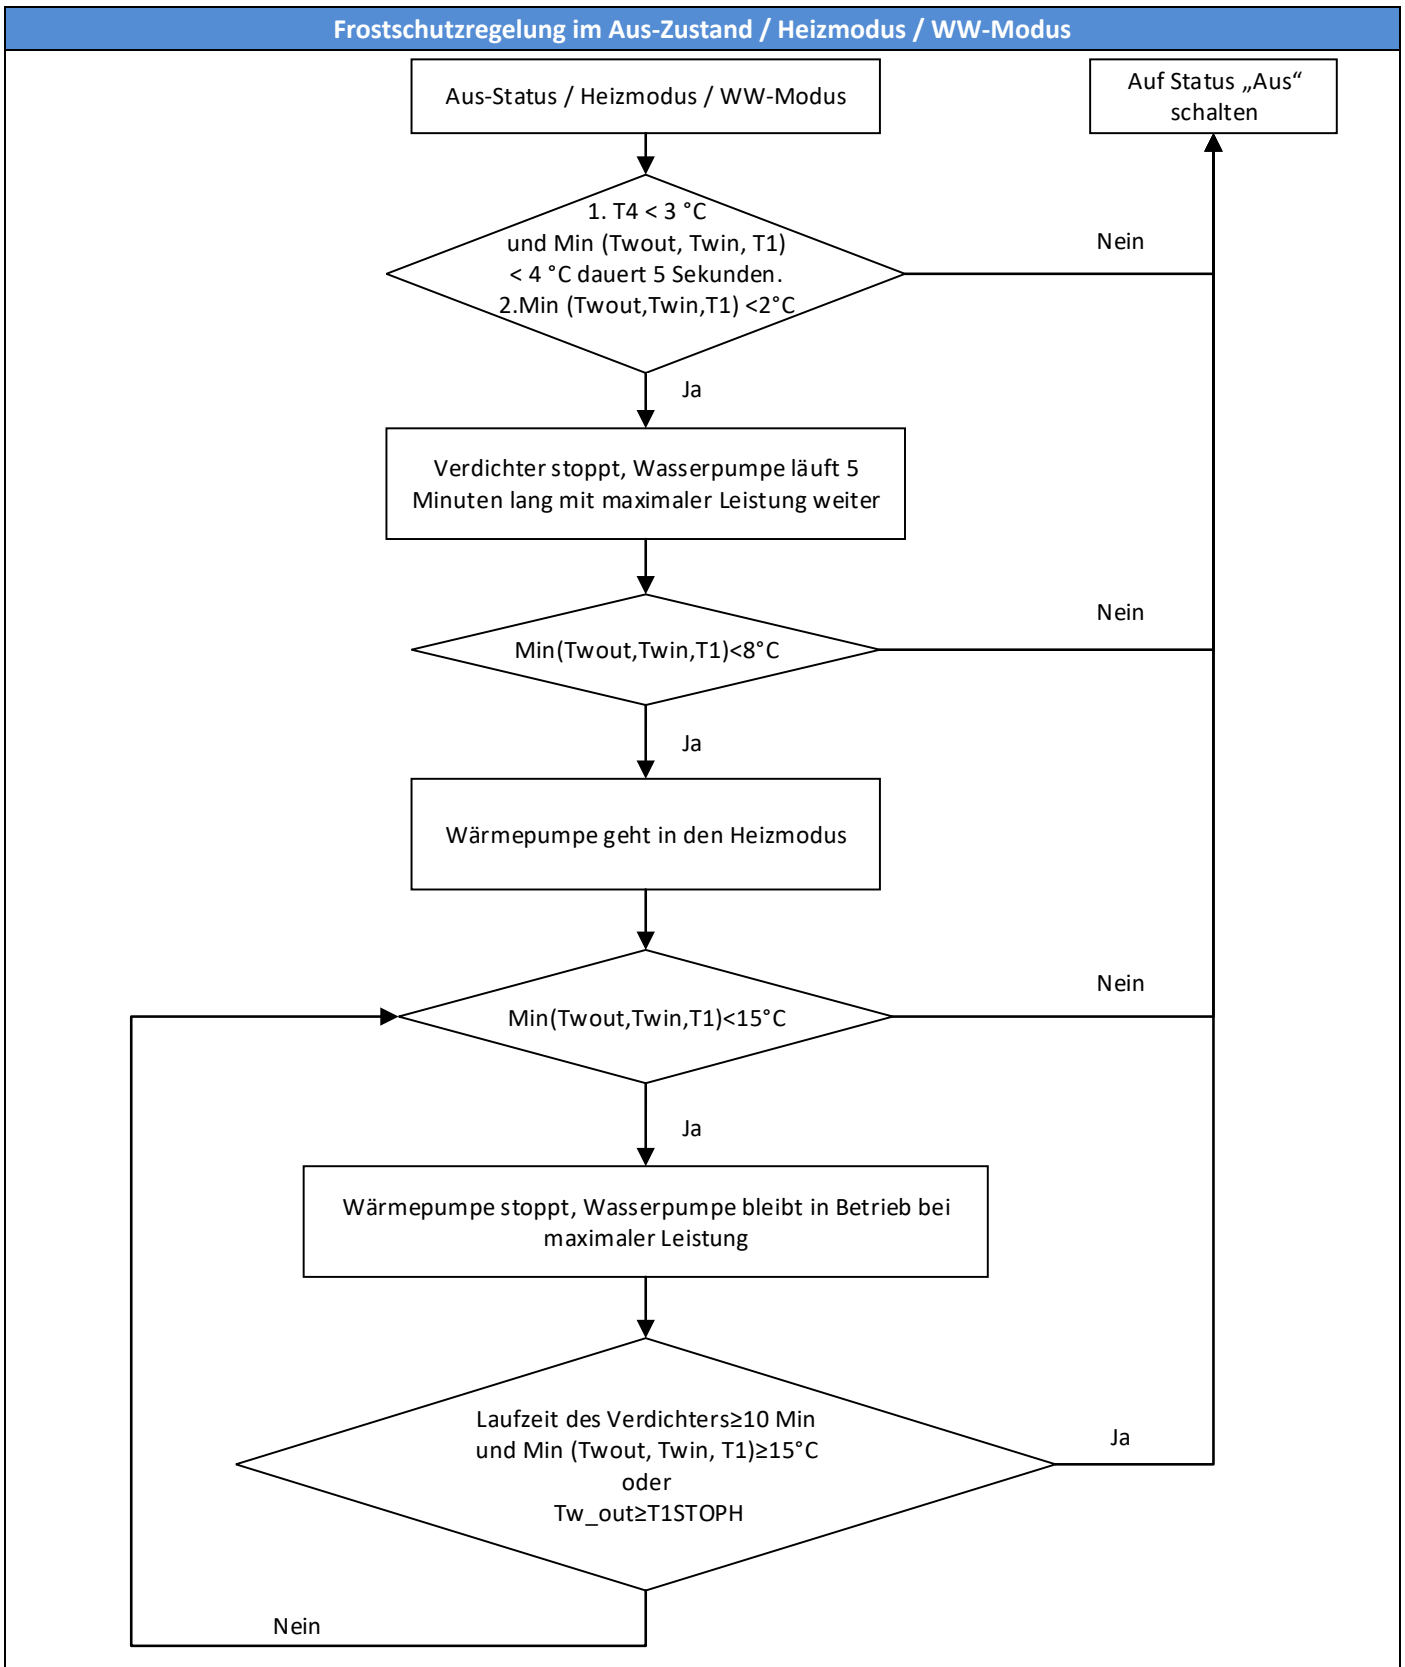 Frostschutzregelung im Aus-Zustand / Heizmodus / WW-Modus
Aus-Status / Heizmodus / WW-Modus
Auf Status „Aus“
schalten
1. T4 < 3 °C
und Min (Twout, Twin, T1)
< 4 °C dauert 5 Sekunden.
2.Min (Twout,Twin,T1) <2°C
Nein
Ja
Verdichter stoppt, Wasserpumpe läuft 5
Minuten lang mit maximaler Leistung weiter
Nein
Min(Twout,Twin,T1)<8°C
Ja
Wärmepumpe geht in den Heizmodus
Nein
Min(Twout,Twin,T1)<15°C
Ja
Wärmepumpe stoppt, Wasserpumpe bleibt in Betrieb bei
maximaler Leistung
Laufzeit des Verdichters≥10 Min
und Min (Twout, Twin, T1)≥15°C
oder
Tw_out≥T1STOPH
Ja
Nein